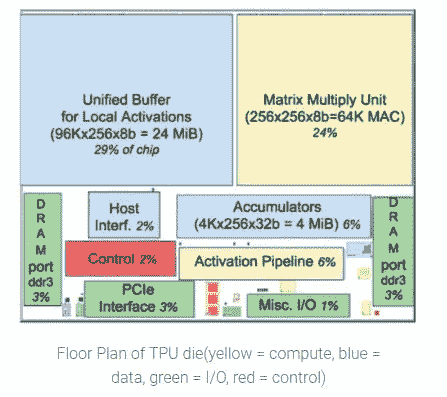 Unified Buffer
for Local Activations
(96Kx256x8b = 24 MiB)
29% of chip
Matrix Multiply Unit
(256x256x8b=64K MAC)
24%
D
R
A
M
port
ddr3
3%
Host
Interf. 2%
Accumulators
(4Kx256x32b = 4 MiB) 6%
Control 2%
Activation Pipeline 6%
PCIe
Interface 3%
Misc. I/O 1%
D
R
A
M
port
ddr3
3%
Floor Plan of TPU die(yellow = compute, blue =
data, green = I/O, red = control)